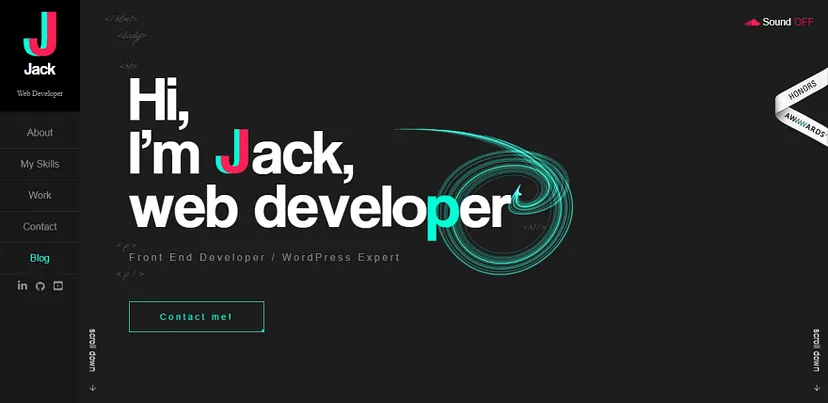 J
Jack
Web Developer
About
My Skills
Work
Contact
Blog
in
<html>
<body>
<h1>
Hi,
I'm Jack,
web developer
<h1/>
<p>
Front End Developer / WordPress Expert
<p/>
Contact me!
scroll down
Sound OFF
HONORS
AWWWARDS
scroll down